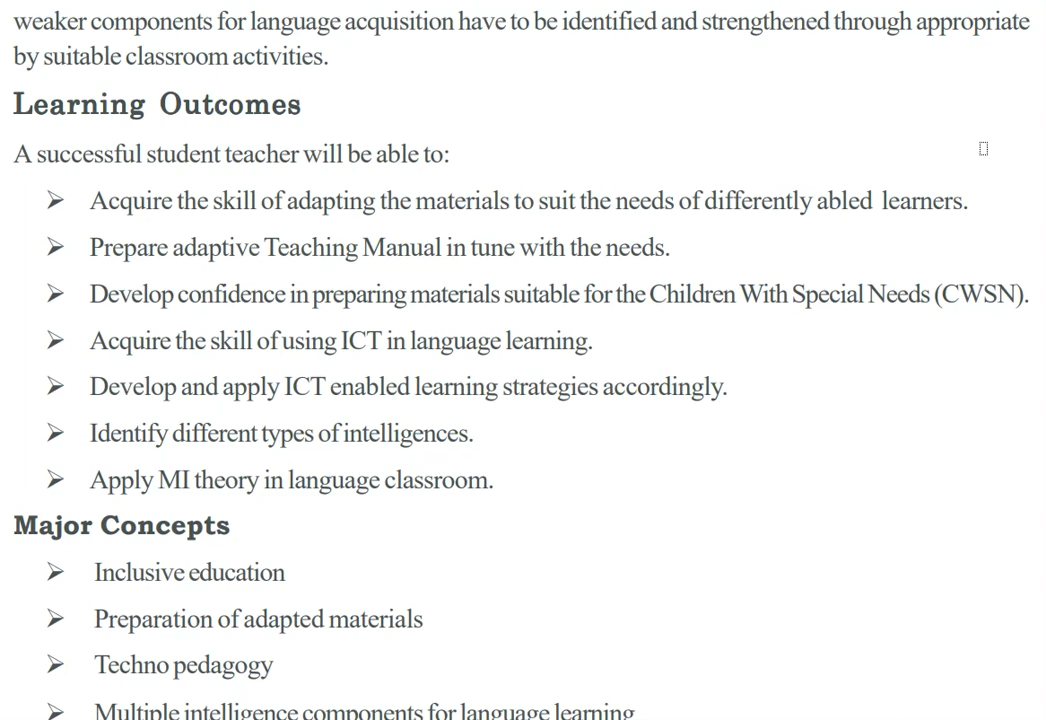 weaker components for language acquisition have to be identified and strengthened through appropriate
by suitable classroom activities.
Learning Outcomes
A successful student teacher will be able to:
➢ Acquire the skill of adapting the materials to suit the needs of differently abled learners.
➢ Prepare adaptive Teaching Manual in tune with the needs.
➢ Develop confidence in preparing materials suitable for the Children With Special Needs (CWSN).
➢ Acquire the skill of using ICT in language learning.
➢ Develop and apply ICT enabled learning strategies accordingly.
➢ Identify different types of intelligences.
➢ Apply MI theory in language classroom.
Major Concepts
➢ Inclusive education
➢ Preparation of adapted materials
➢ Techno pedagogy
➢ Multiple intelligence components for language learning